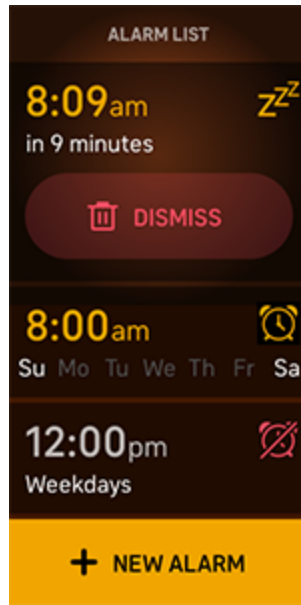 ALARM LIST
8:09am zzZ
in 9 minutes
DISMISS
8:00am
Su Mo Tu We Th Fr Sa
12:00pm
Weekdays
+ NEW ALARM